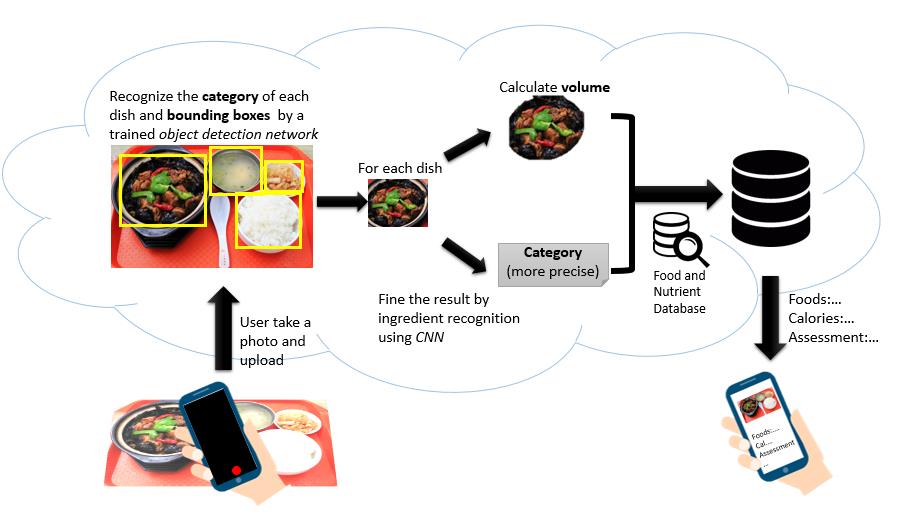 Recognize the category of each
dish and bounding boxes by a
trained object detection network
For each dish
Calculate volume
Category
(more precise)
Fine the result by
ingredient recognition
using CNN
Food and
Nutrient
Database
User take a
photo and
upload
Foods:...
Calories:...
Assessment:...
Foods:....
Cal....
Assessment
..